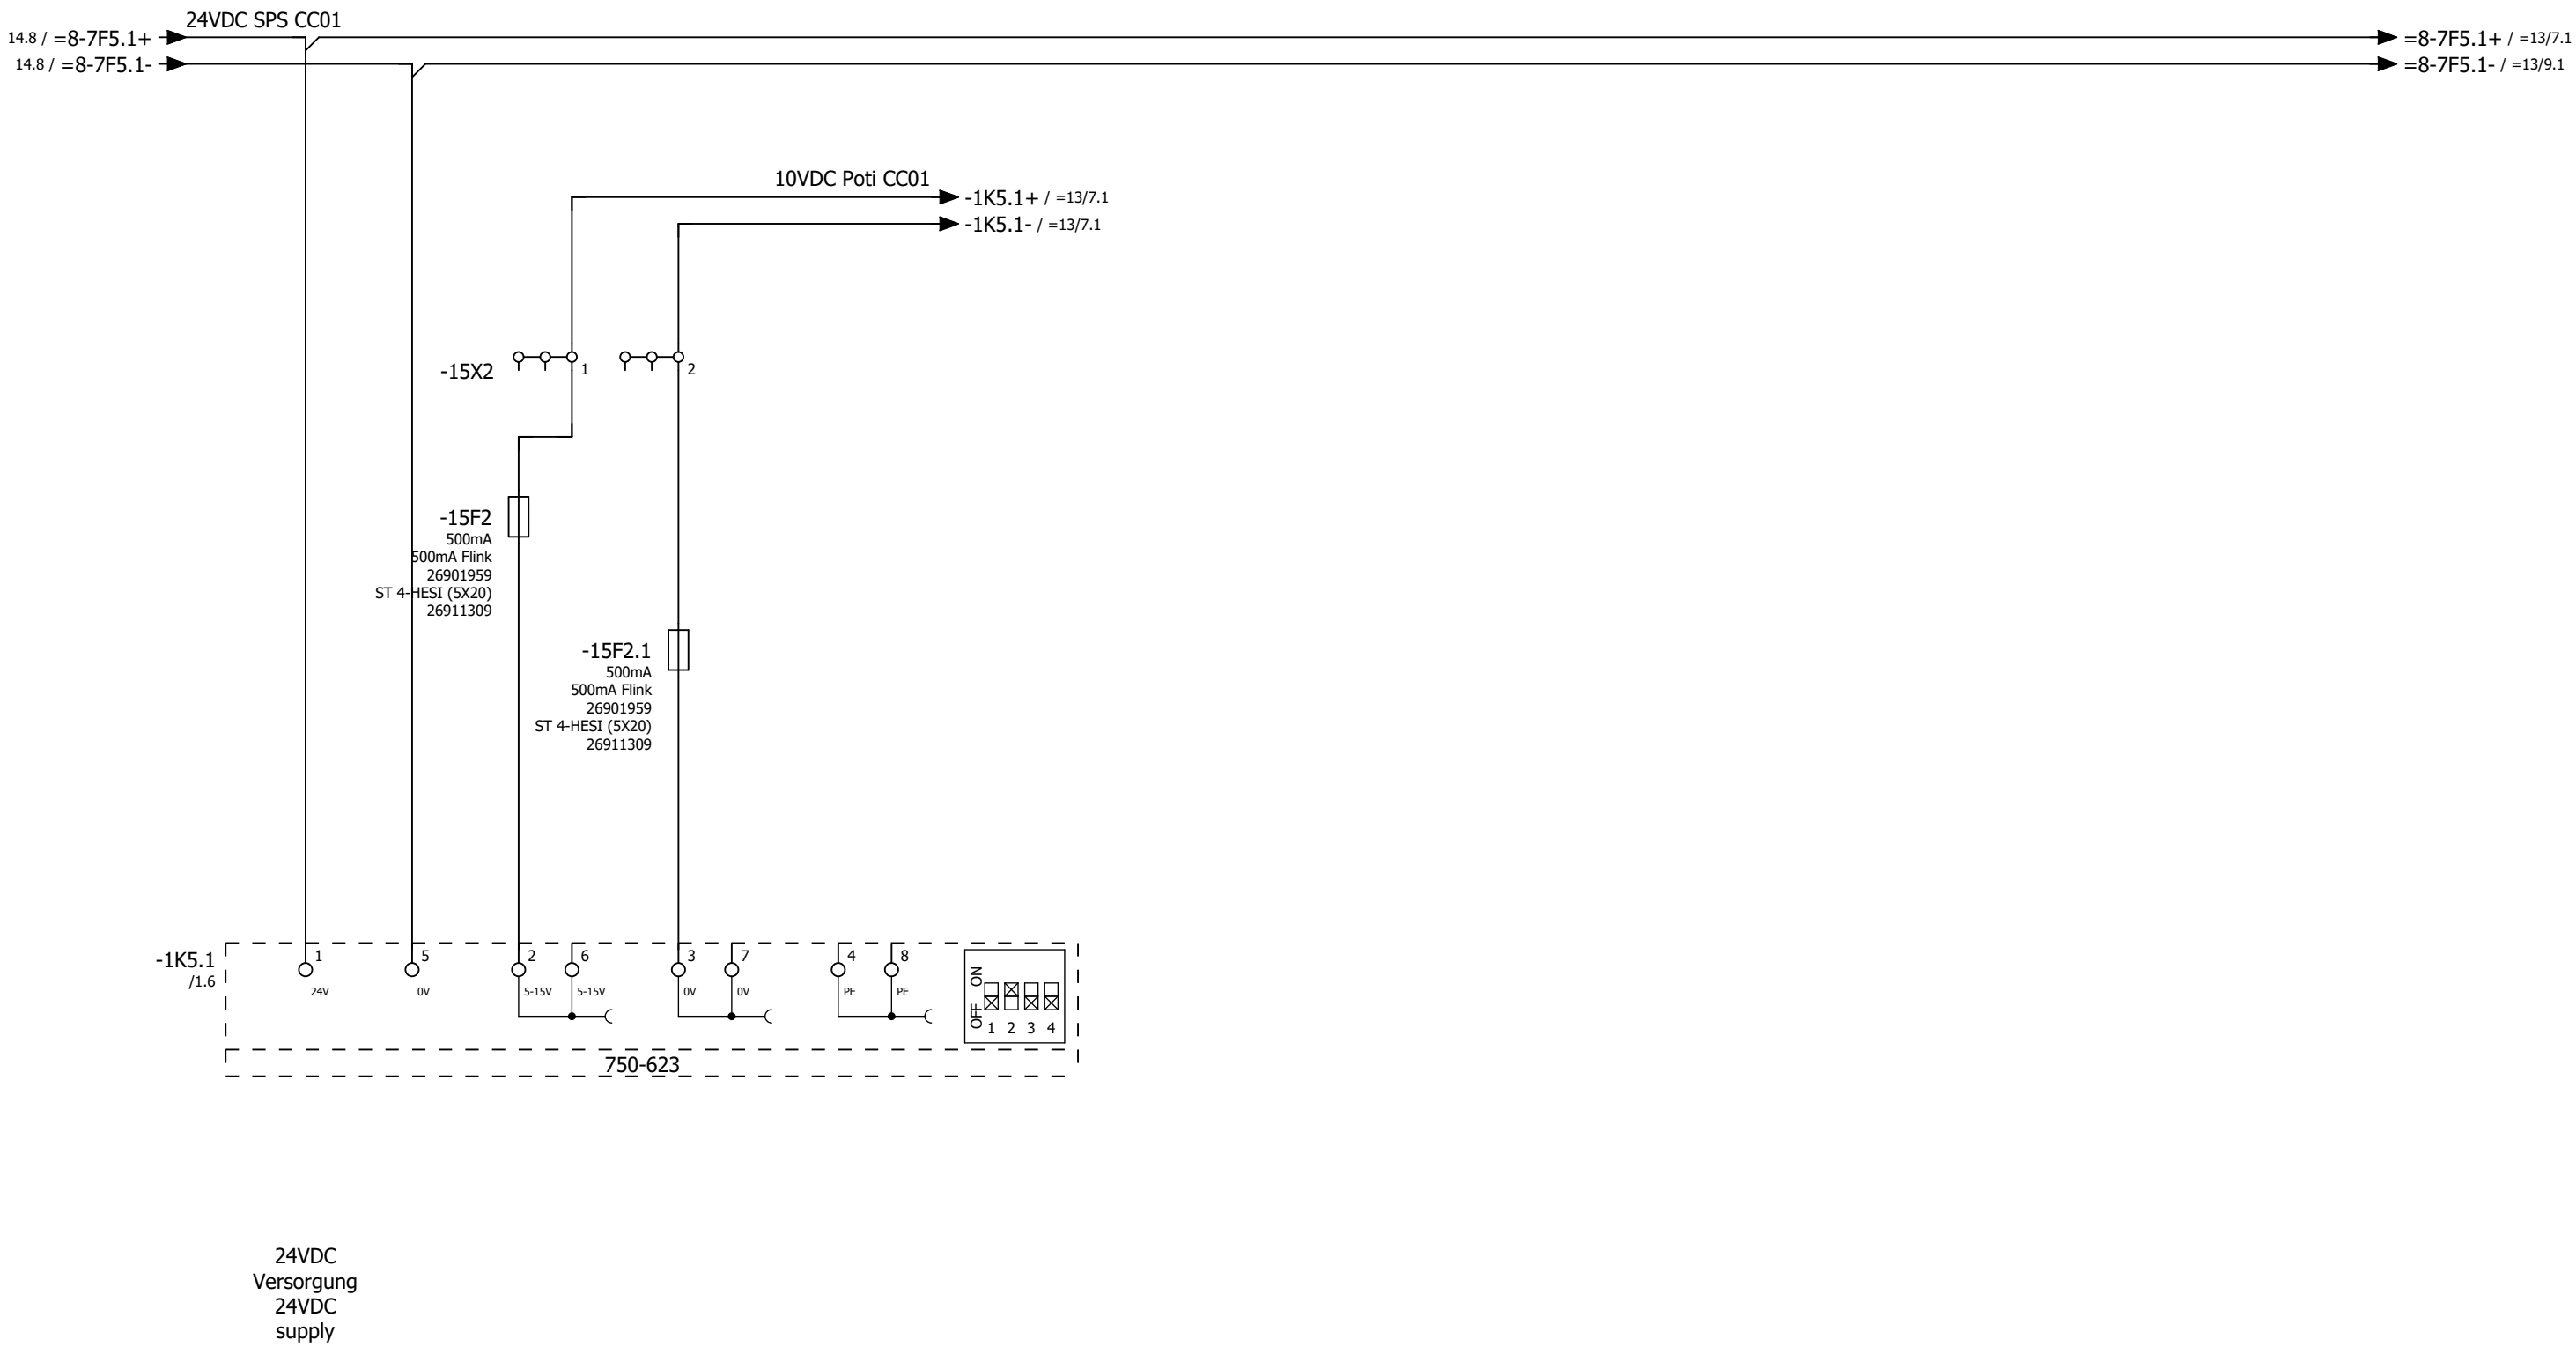 24VDC SPS CC01
14.8 / =8-7F5.1+
=8-7F5.1+ / =13/7.1
14.8 / =8-7F5.1-
=8-7F5.1- / =13/9.1
10VDC Poti CC01
-1K5.1+ / =13/7.1
-1K5.1- / =13/7.1
-15X2
1
2
-15F2
500mA
500mA Flink
26901959
ST 4-HESI (5X20)
26911309
-15F2.1
500mA
500mA Flink
26901959
ST 4-HESI (5X20)
26911309
-1K5.1
/1.6
1 5 2 6 3 7 4 8
24V 0V 5-15V 5-15V 0V 0V PE PE
ON
OFF
1 2 3 4
750-623
24VDC
Versorgung
24VDC
supply